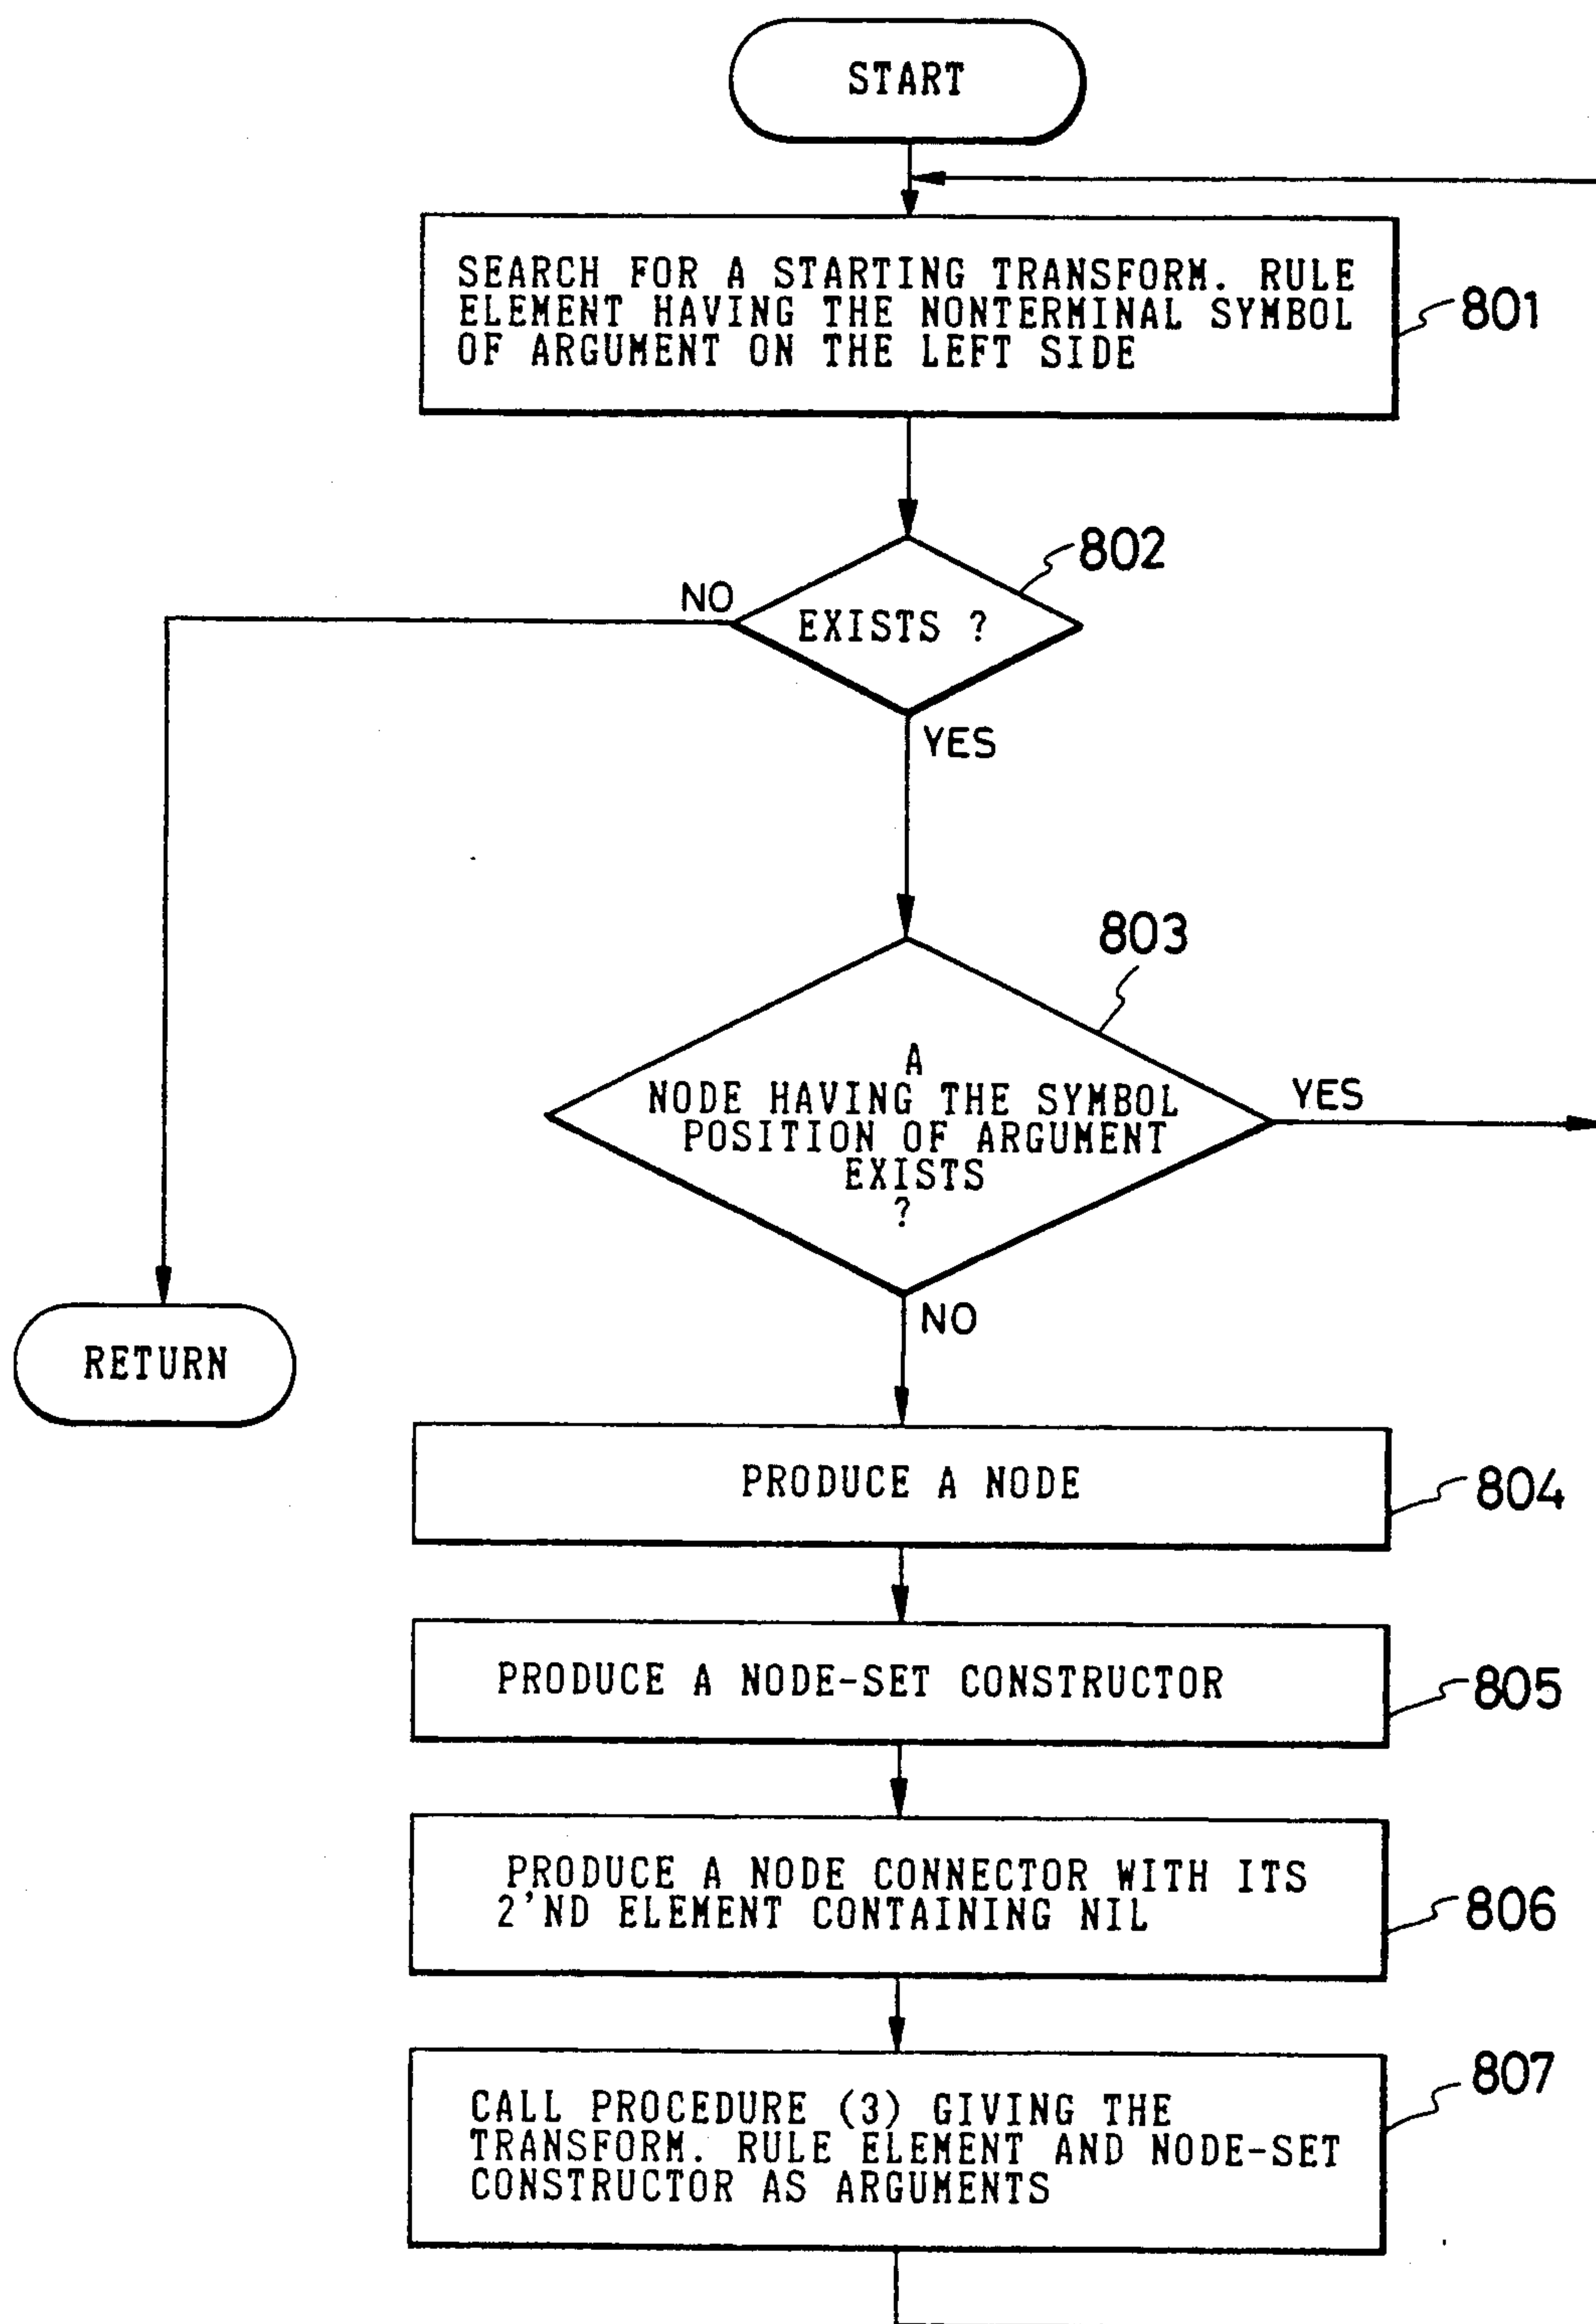 START
SEARCH FOR A STARTING TRANSFORM. RULE
ELEMENT HAVING THE NONTERMINAL SYMBOL
OF ARGUMENT ON THE LEFT SIDE
801
802
NO
EXISTS ?
YES
803
A
NODE HAVING THE SYMBOL
POSITION OF ARGUMENT
EXISTS
?
YES
NO
RETURN
PRODUCE A NODE
804
PRODUCE A NODE-SET CONSTRUCTOR
805
PRODUCE A NODE CONNECTOR WITH ITS
2'ND ELEMENT CONTAINING NIL
806
CALL PROCEDURE (3) GIVING THE
TRANSFORM. RULE ELEMENT AND NODE-SET
CONSTRUCTOR AS ARGUMENTS
807